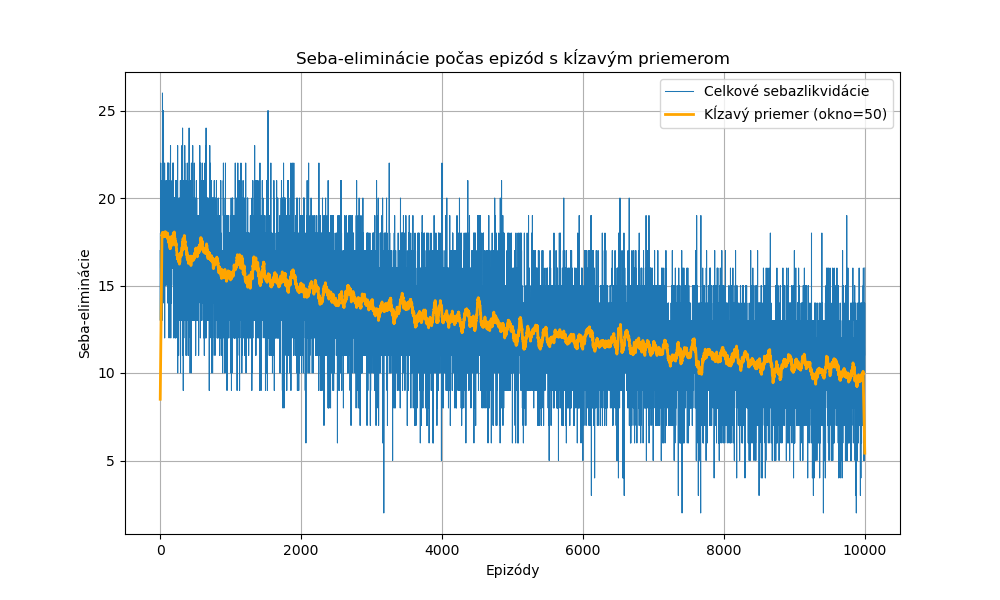 Seba-eliminácie počas epizód s kĺzavým priemerom
Celkové sebazlikvidácie
Kĺzavý priemer (okno=50)
25
20
15
10
5
Seba-eliminácie
0
2000
4000
6000
8000
10000
Epizódy